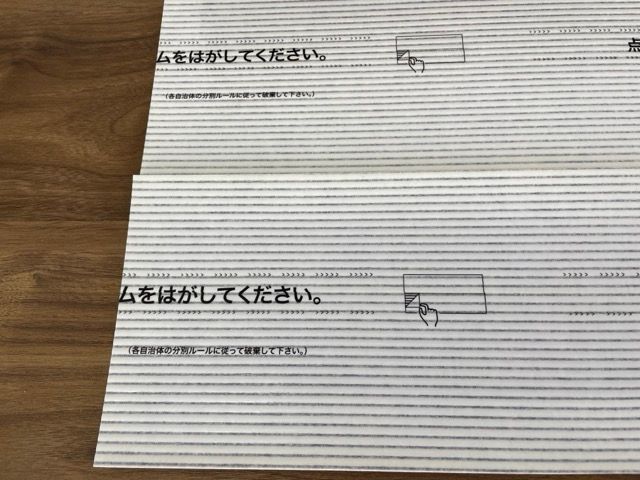 ムをはがしてください。
点
（各自治体の分別ルールに従って破棄して下さい。）
ムをはがしてください。
（各自治体の分別ルールに従って破棄して下さい。）